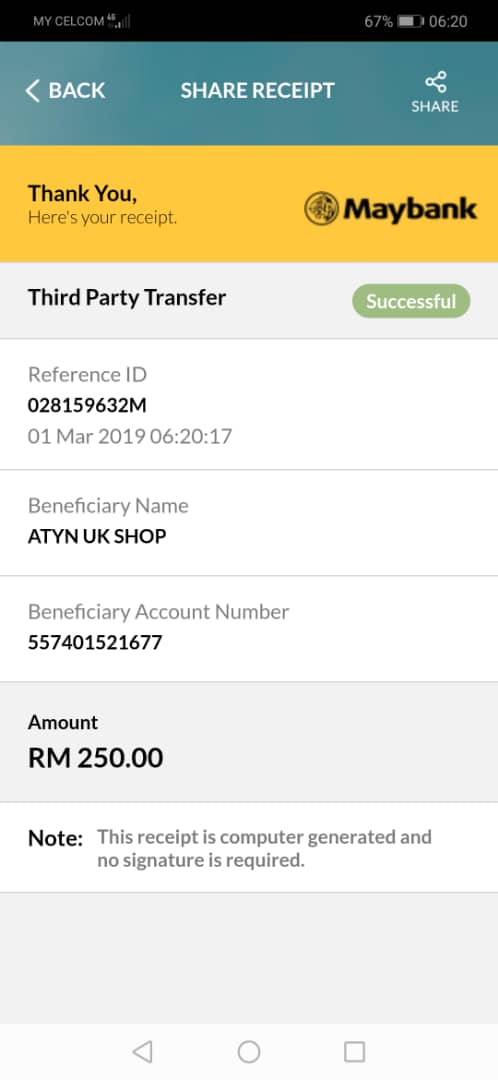 MY CELCOM 4G 67% 06:20
BACK SHARE RECEIPT SHARE
Thank You,
Here's your receipt.
Maybank
Third Party Transfer Successful
Reference ID
028159632M
01 Mar 2019 06:20:17
Beneficiary Name
ATYN UK SHOP
Beneficiary Account Number
557401521677
Amount
RM 250.00
Note: This receipt is computer generated and
no signature is required.